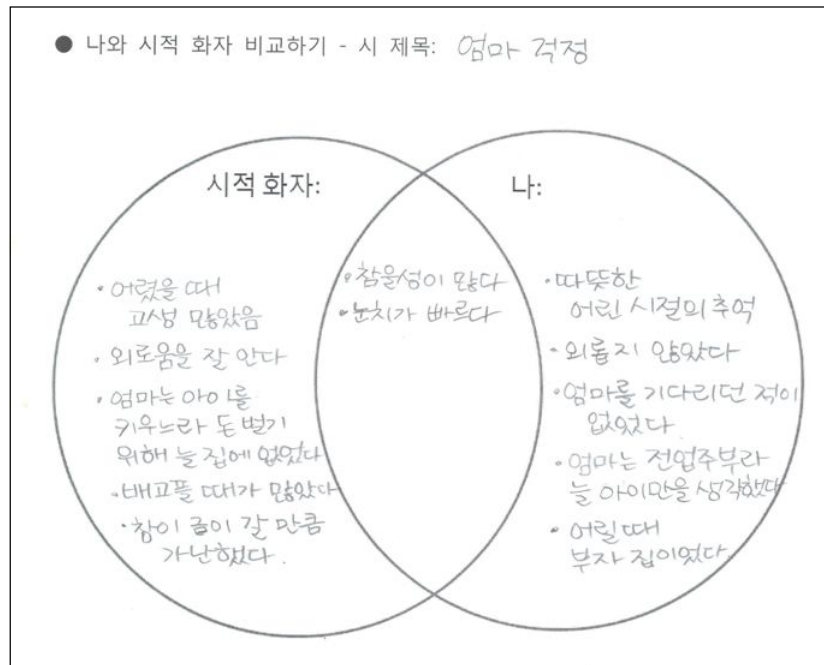 ● 나와 시적 화자 비교하기 - 시 제목: 엄마 걱정
시적 화자:
• 어렸을 때
고생 많았음
• 외로움을 잘 안다
• 엄마는 아이를
키우느라 돈 벌기
위해 늘 집에 없었다
• 배고플 때가 많았다
• 창이 금이 갈 만큼
가난했다.
• 참을성이 많다
• 눈치가 빠르다
나:
• 따뜻한
어린 시절의 추억
• 외롭지 않았다
• 엄마를 기다리던 적이
없었다.
• 엄마는 전업주부라
늘 아이만을 생각했다
• 어릴때
부자 집이었다.